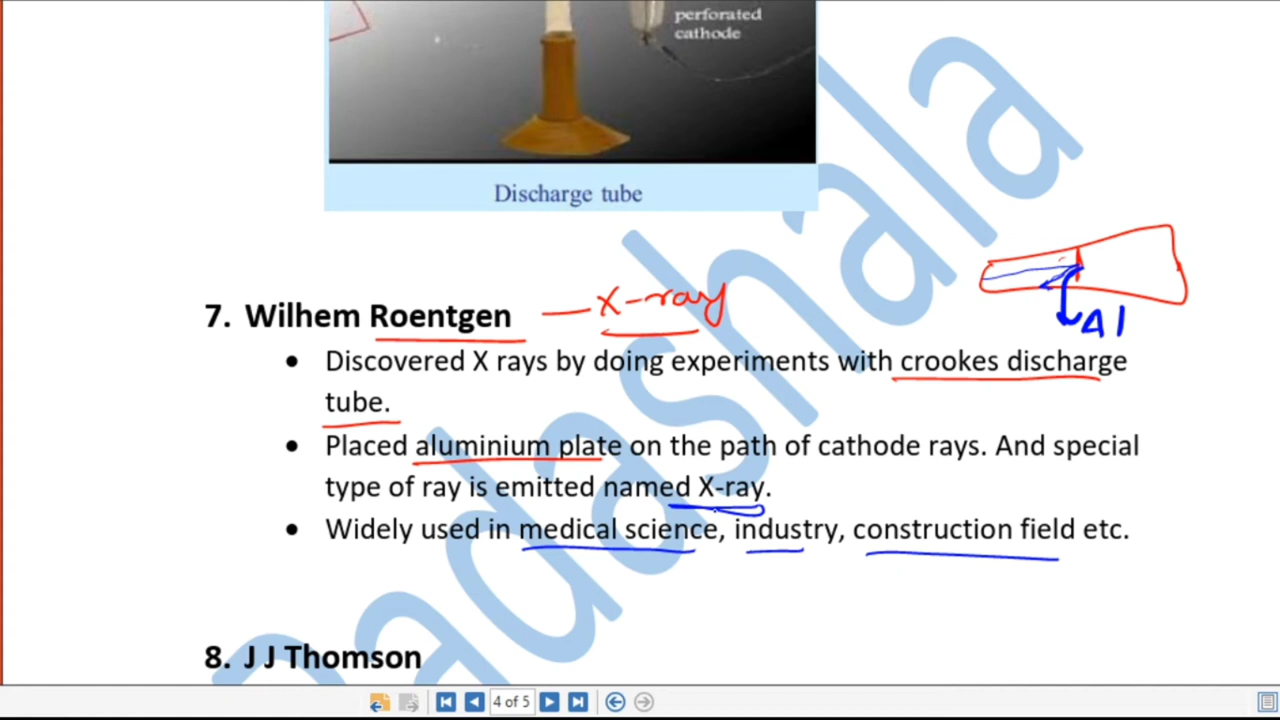 perforated
cathode
Discharge tube
7. Wilhem Roentgen — X-ray
Al
• Discovered X rays by doing experiments with crookes discharge
tube.
• Placed aluminium plate on the path of cathode rays. And special
type of ray is emitted named X-ray.
• Widely used in medical science, industry, construction field etc.
8. J J Thomson
4 of 5